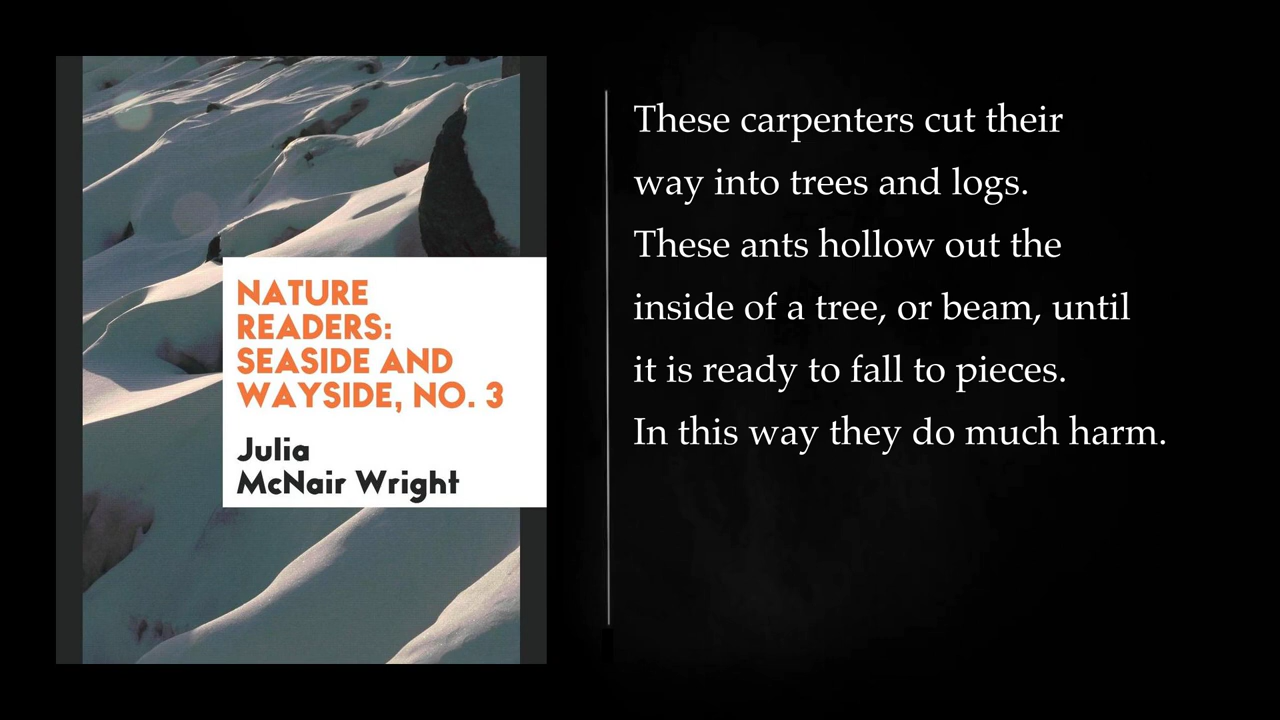 NATURE
READERS:
SEASIDE AND
WAYSIDE, NO. 3
Julia
McNair Wright
These carpenters cut their
way into trees and logs.
These ants hollow out the
inside of a tree, or beam, until
it is ready to fall to pieces.
In this way they do much harm.